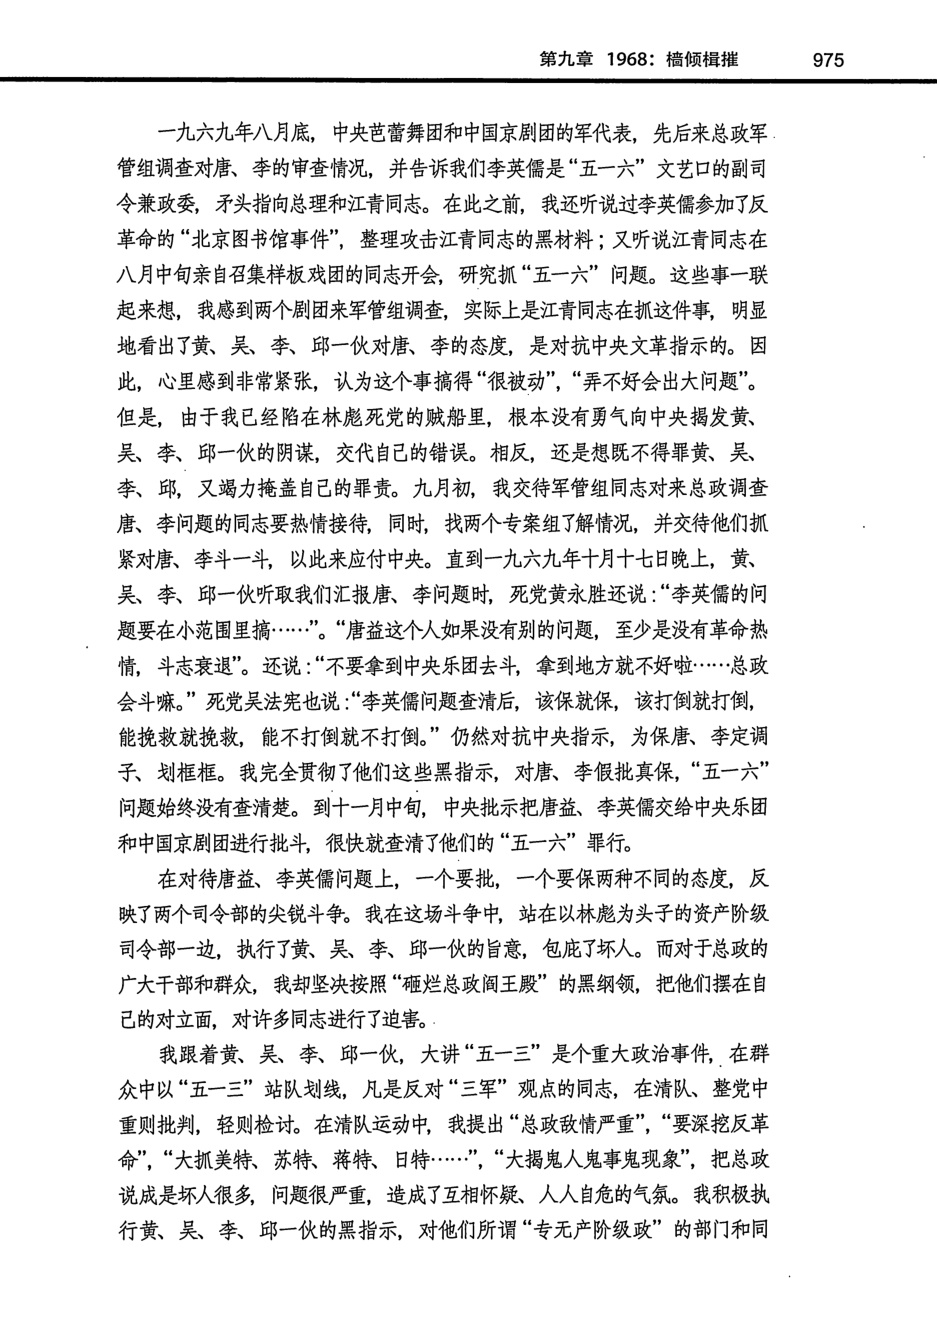 第九章 1968：樯倾楫摧 975
一九六九年八月底，中央芭蕾舞团和中国京剧团的军代表，先后来总政军
管组调查对唐、李的审查情况，并告诉我们李英儒是“五一六”文艺口的副司
令兼政委，矛头指向总理和江青同志。在此之前，我还听说过李英儒参加了反
革命的“北京图书馆事件”，整理攻击江青同志的黑材料；又听说江青同志在
八月中旬亲自召集样板戏团的同志开会，研究抓“五一六”问题。这些事一联
起来想，我感到两个剧团来军管组调查，实际上是江青同志在抓这件事，明显
地看出了黄、吴、李、邱一伙对唐、李的态度，是对抗中央文革指示的。因
此，心里感到非常紧张，认为这个事搞得“很被动”，“弄不好会出大问题”。
但是，由于我已经陷在林彪死党的贼船里，根本没有勇气向中央揭发黄、
吴、李、邱一伙的阴谋，交代自己的错误。相反，还是想既不得罪黄、吴、
李、邱，又竭力掩盖自己的罪责。九月初，我交待军管组同志对来总政调查
唐、李问题的同志要热情接待，同时，找两个专案组了解情况，并交待他们抓
紧对唐、李斗一斗，以此来应付中央。直到一九六九年十月十七日晚上，黄、
吴、李、邱一伙听取我们汇报唐、李问题时，死党黄永胜还说：“李英儒的问
题要在小范围里搞……”。“唐益这个人如果没有别的问题，至少是没有革命热
情，斗志衰退”。还说：“不要拿到中央乐团去斗，拿到地方就不好啦……总政
会斗嘛。”死党吴法宪也说：“李英儒问题查清后，该保就保，该打倒就打倒，
能挽救就挽救，能不打倒就不打倒。”仍然对抗中央指示，为保唐、李定调
子、划框框。我完全贯彻了他们这些黑指示，对唐、李假批真保，“五一六”
问题始终没有查清楚。到十一月中旬，中央批示把唐益、李英儒交给中央乐团
和中国京剧团进行批斗，很快就查清了他们的“五一六”罪行。
在对待唐益、李英儒问题上，一个要批，一个要保两种不同的态度，反
映了两个司令部的尖锐斗争。我在这场斗争中，站在以林彪为头子的资产阶级
司令部一边，执行了黄、吴、李、邱一伙的旨意，包庇了坏人。而对于总政的
广大干部和群众，我却坚决按照“砸烂总政阎王殿”的黑纲领，把他们摆在自
己的对立面，对许多同志进行了迫害。
我跟着黄、吴、李、邱一伙，大讲“五一三”是个重大政治事件，在群
众中以“五一三”站队划线，凡是反对“三军”观点的同志，在清队、整党中
重则批判，轻则检讨。在清队运动中，我提出“总政敌情严重”，“要深挖反革
命”，“大抓美特、苏特、蒋特、日特……”，“大揭鬼人鬼事鬼现象”，把总政
说成是坏人很多，问题很严重，造成了互相怀疑、人人自危的气氛。我积极执
行黄、吴、李、邱一伙的黑指示，对他们所谓“专无产阶级政”的部门和同